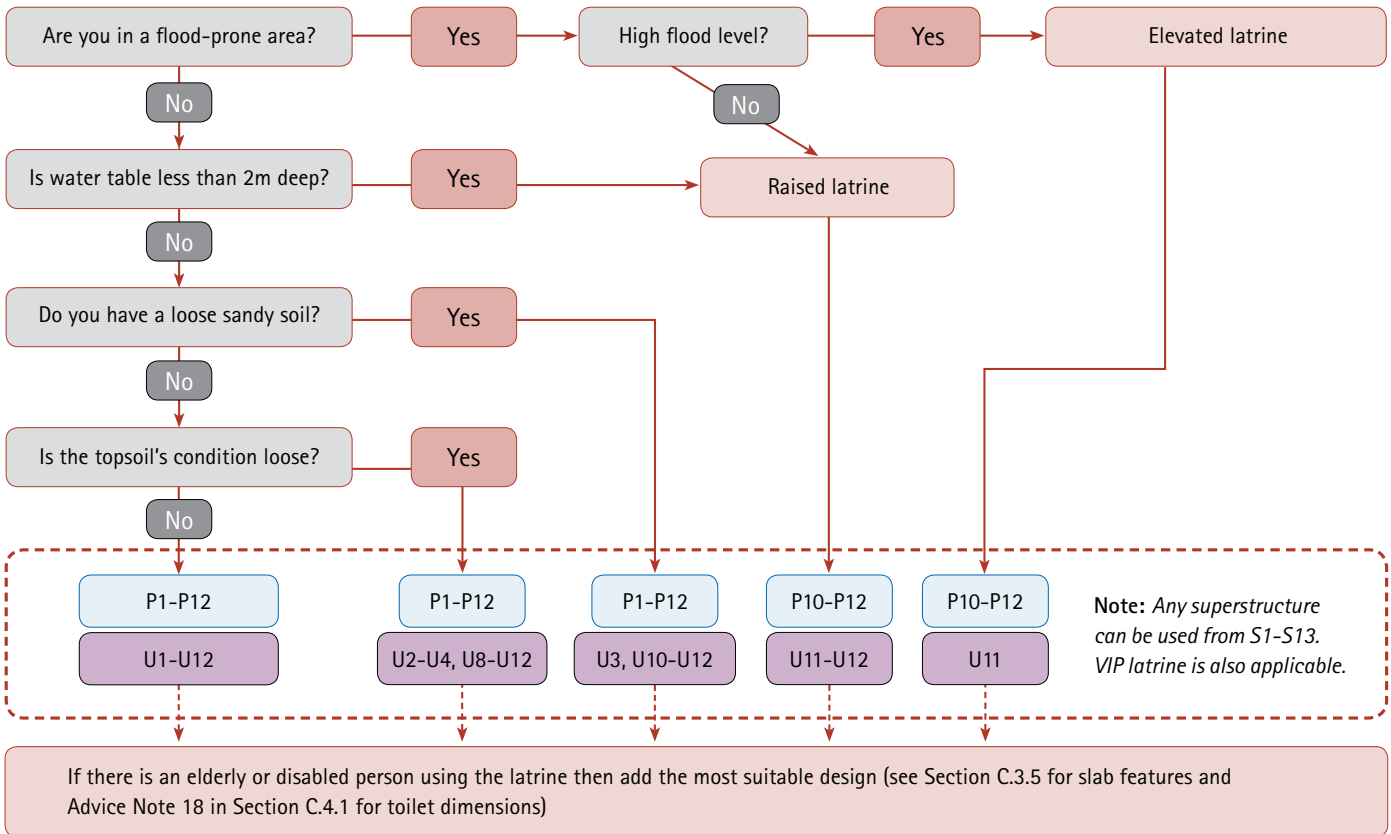 Are you in a flood-prone area?
Yes
High flood level?
Yes
Elevated latrine
No
No
Is water table less than 2m deep?
Yes
Raised latrine
No
Do you have a loose sandy soil?
Yes
No
Is the topsoil's condition loose?
Yes
No
P1-P12
P1-P12
P1-P12
P10-P12
P10-P12
U1-U12
U2-U4, U8-U12
U3, U10-U12
U11-U12
U11
Note: Any superstructure
can be used from S1-S13.
VIP latrine is also applicable.
If there is an elderly or disabled person using the latrine then add the most suitable design (see Section C.3.5 for slab features and
Advice Note 18 in Section C.4.1 for toilet dimensions)